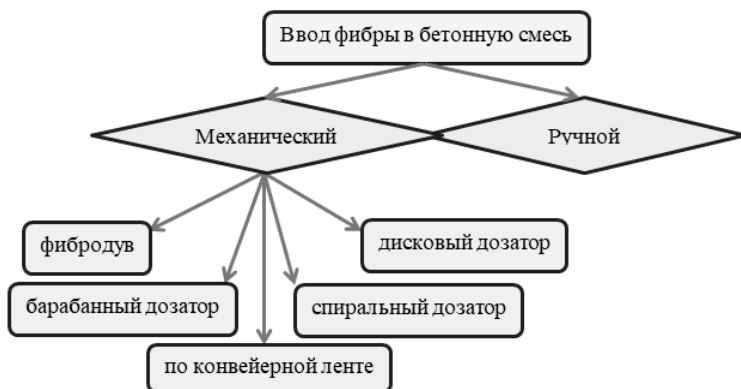 Ввод фибры в бетонную смесь
Механический
Ручной
фибродув
дисковый дозатор
барабанный дозатор
спиральный дозатор
по конвейерной ленте